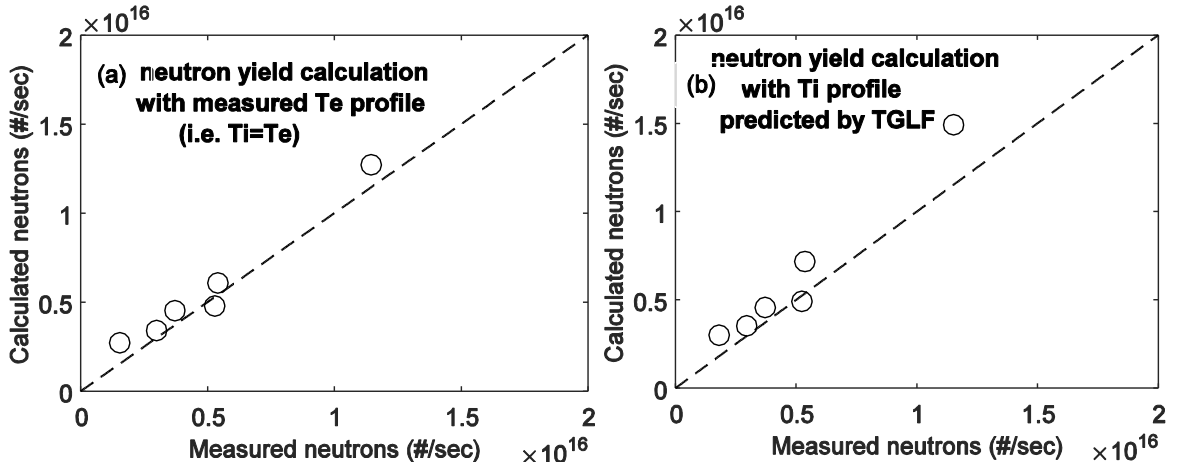 ×10^16
2
(a) neutron yield calculation
with measured Te profile
(i.e. Ti=Te)
1.5
1
0.5
0
Calculated neutrons (#/sec)
0 0.5 1 1.5 2
Measured neutrons (#/sec)
×10^16
×10^16
2
neutron yield calculation
(b) with Ti profile
predicted by TGLF
1.5
1
0.5
0
Calculated neutrons (#/sec)
0 0.5 1 1.5 2
Measured neutrons (#/sec)
×10^16